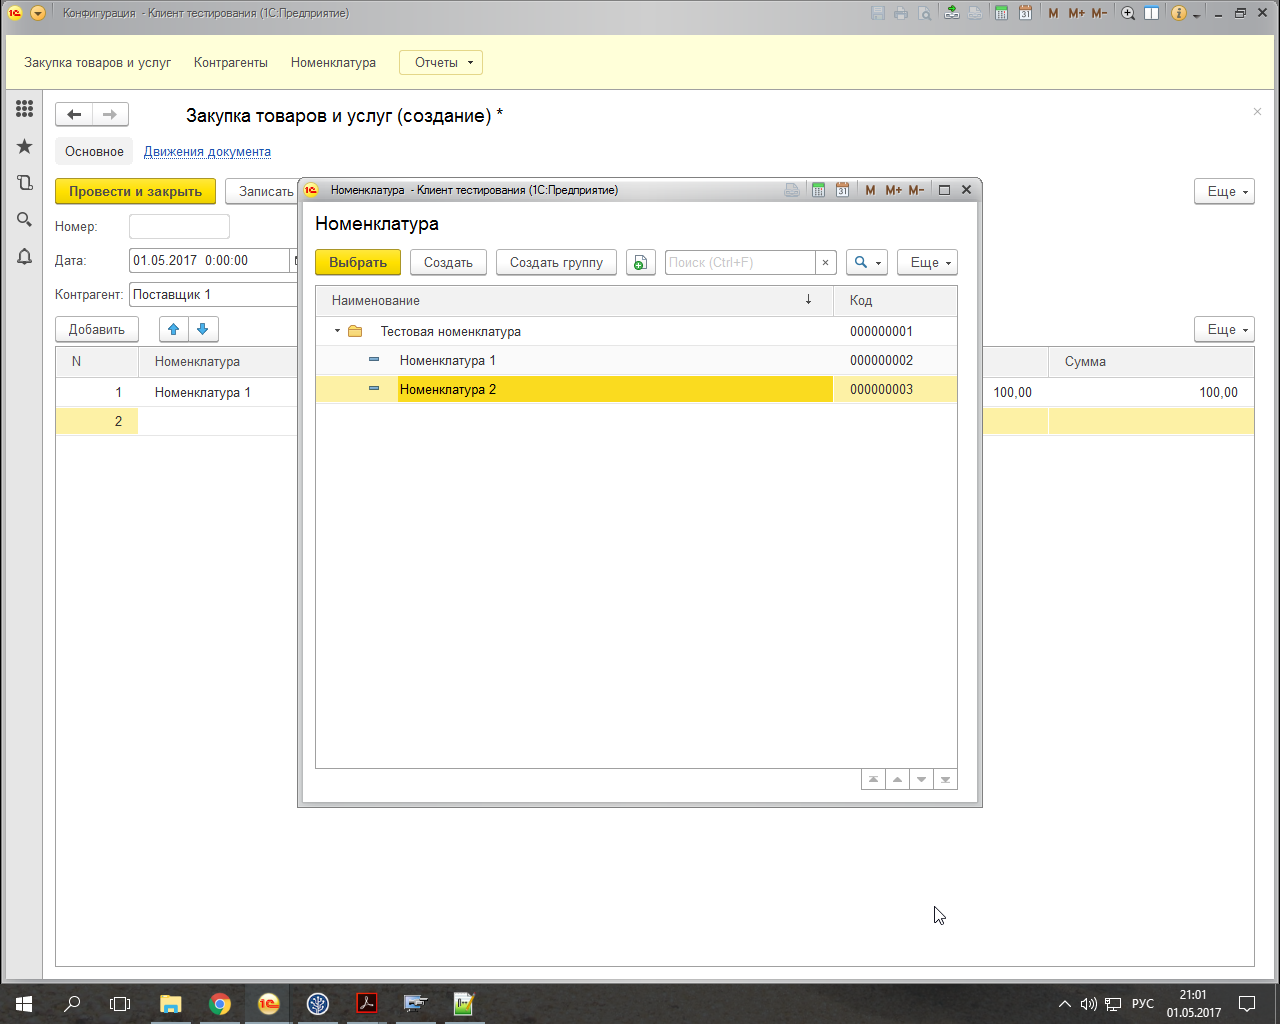 Конфигурация - Клиент тестирования (1С:Предприятие)
M M+ M-
Закупка товаров и услуг Контрагенты Номенклатура Отчеты
Закупка товаров и услуг (создание) *
Основное Движения документа
Провести и закрыть Записать Еще
Номер:
Дата: 01.05.2017 0:00:00
Контрагент: Поставщик 1
Добавить Еще
N Номенклатура Сумма
1 Номенклатура 1 100,00 100,00
2
Номенклатура - Клиент тестирования (1С:Предприятие)
31 M M+ M-
Номенклатура
Выбрать Создать Создать группу Поиск (Ctrl+F) × Еще
Наименование ↓ Код
Тестовая номенклатура 000000001
Номенклатура 1 000000002
Номенклатура 2 000000003
РУС
21:01
01.05.2017